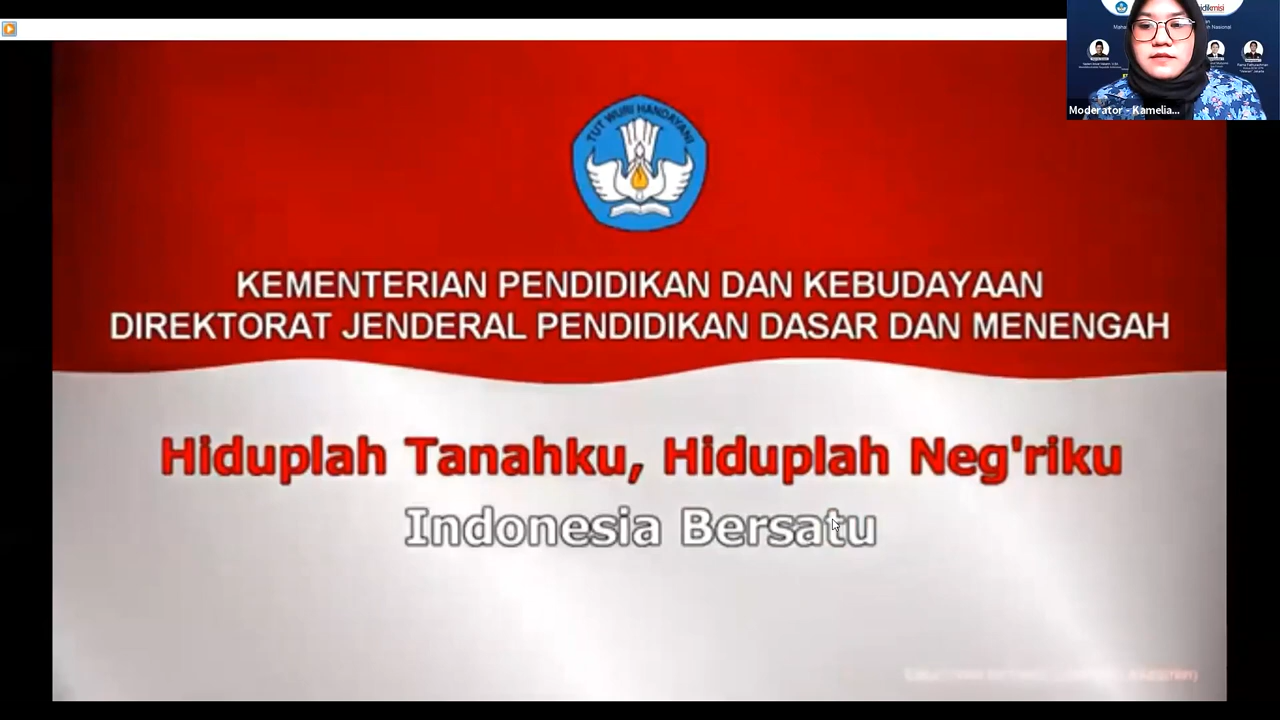 TUT WURI HANDAYANI
KEMENTERIAN PENDIDIKAN DAN KEBUDAYAAN
DIREKTORAT JENDERAL PENDIDIKAN DASAR DAN MENENGAH
Hiduplah Tanahku, Hiduplah Neg'riku
Indonesia Bersatu
Moderator - Kamelia...